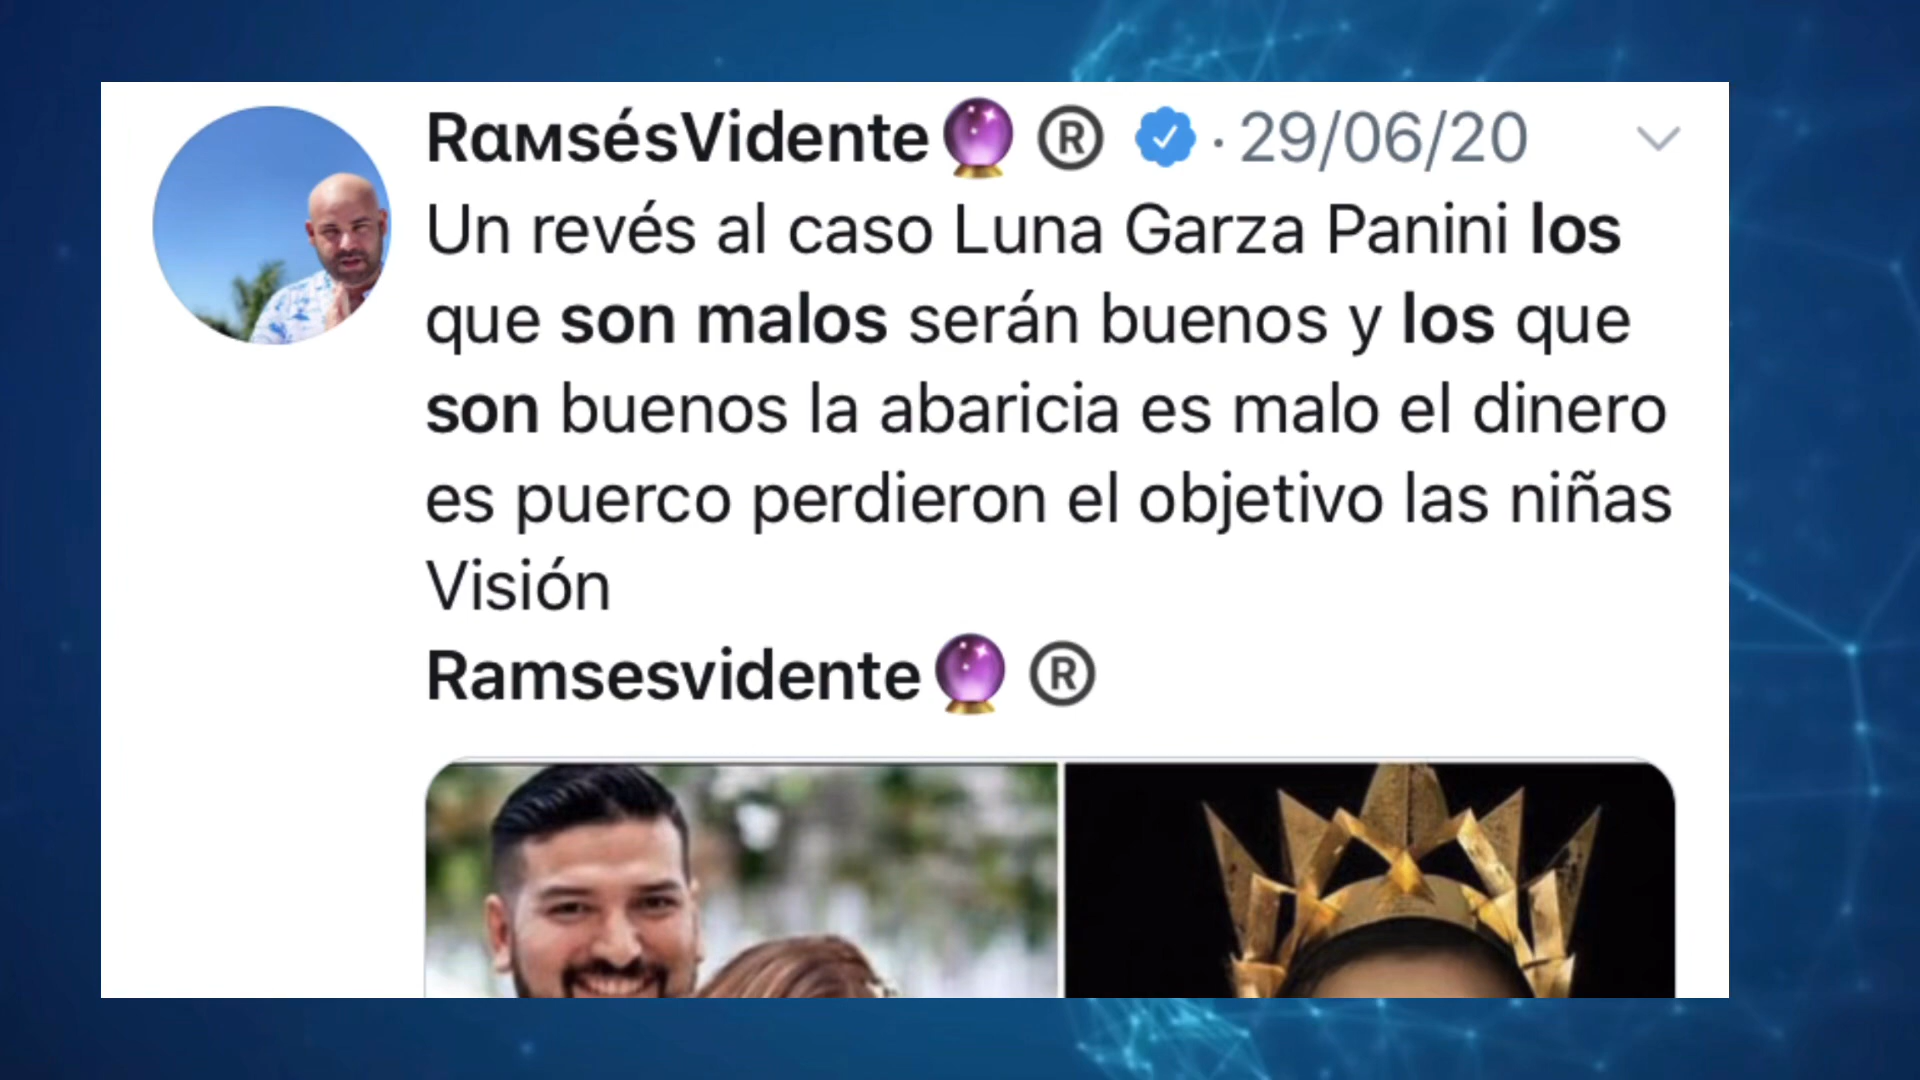 RαмsésVidente🔮 ® · 29/06/20
Un revés al caso Luna Garza Panini los
que son malos serán buenos y los que
son buenos la abaricia es malo el dinero
es puerco perdieron el objetivo las niñas
Visión
Ramsesvidente🔮 ®